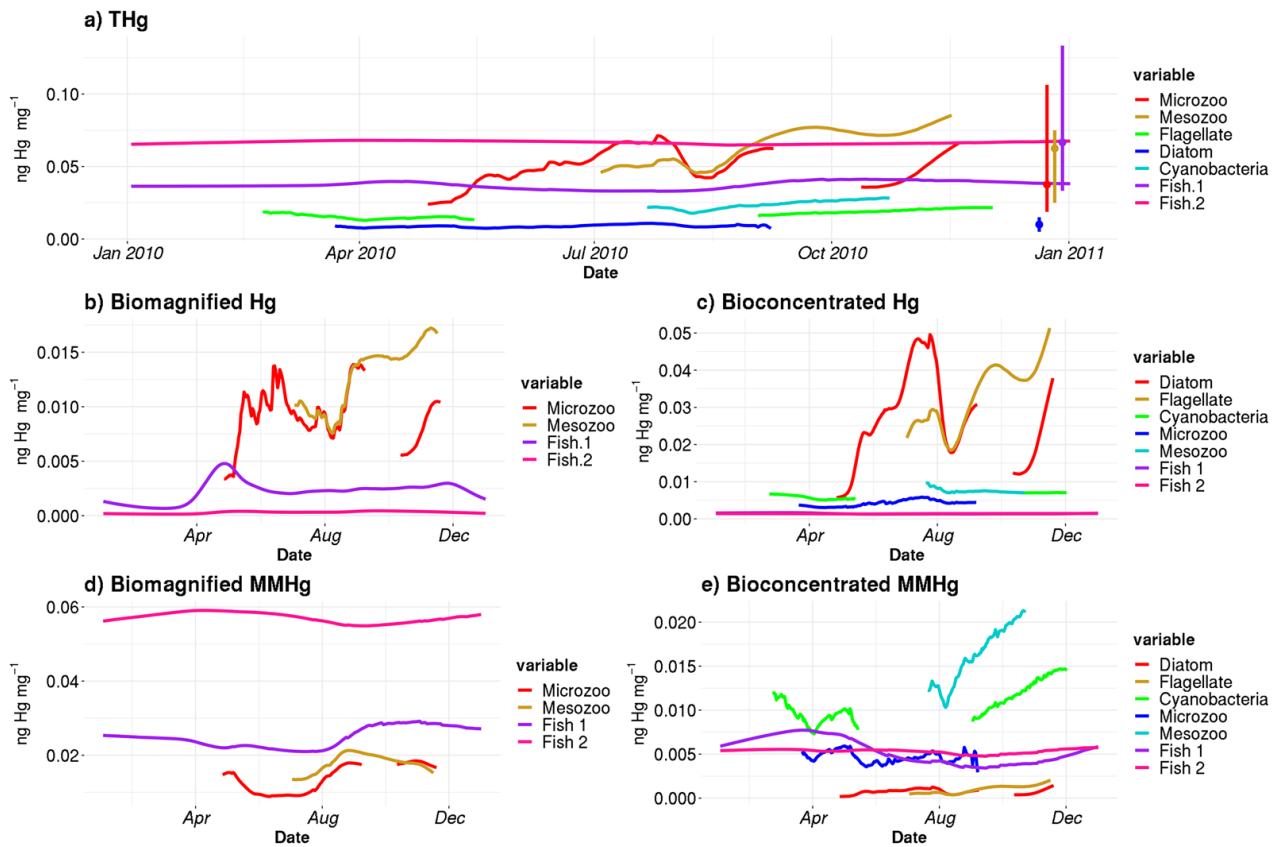 a) THg
ng Hg mg⁻¹
0.10
0.05
0.00
Jan 2010 Apr 2010 Jul 2010 Oct 2010 Jan 2011
Date
variable
Microzoo
Mesozoo
Flagellate
Diatom
Cyanobacteria
Fish.1
Fish.2
b) Biomagnified Hg
ng Hg mg⁻¹
0.015
0.010
0.005
0.000
Apr Aug Dec
Date
variable
Microzoo
Mesozoo
Fish.1
Fish.2
c) Bioconcentrated Hg
ng Hg mg⁻¹
0.05
0.04
0.03
0.02
0.01
0.00
Apr Aug Dec
Date
variable
Diatom
Flagellate
Cyanobacteria
Microzoo
Mesozoo
Fish 1
Fish 2
d) Biomagnified MMHg
ng Hg mg⁻¹
0.06
0.04
0.02
Apr Aug Dec
Date
variable
Microzoo
Mesozoo
Fish 1
Fish 2
e) Bioconcentrated MMHg
ng Hg mg⁻¹
0.020
0.015
0.010
0.005
0.000
Apr Aug Dec
Date
variable
Diatom
Flagellate
Cyanobacteria
Microzoo
Mesozoo
Fish 1
Fish 2